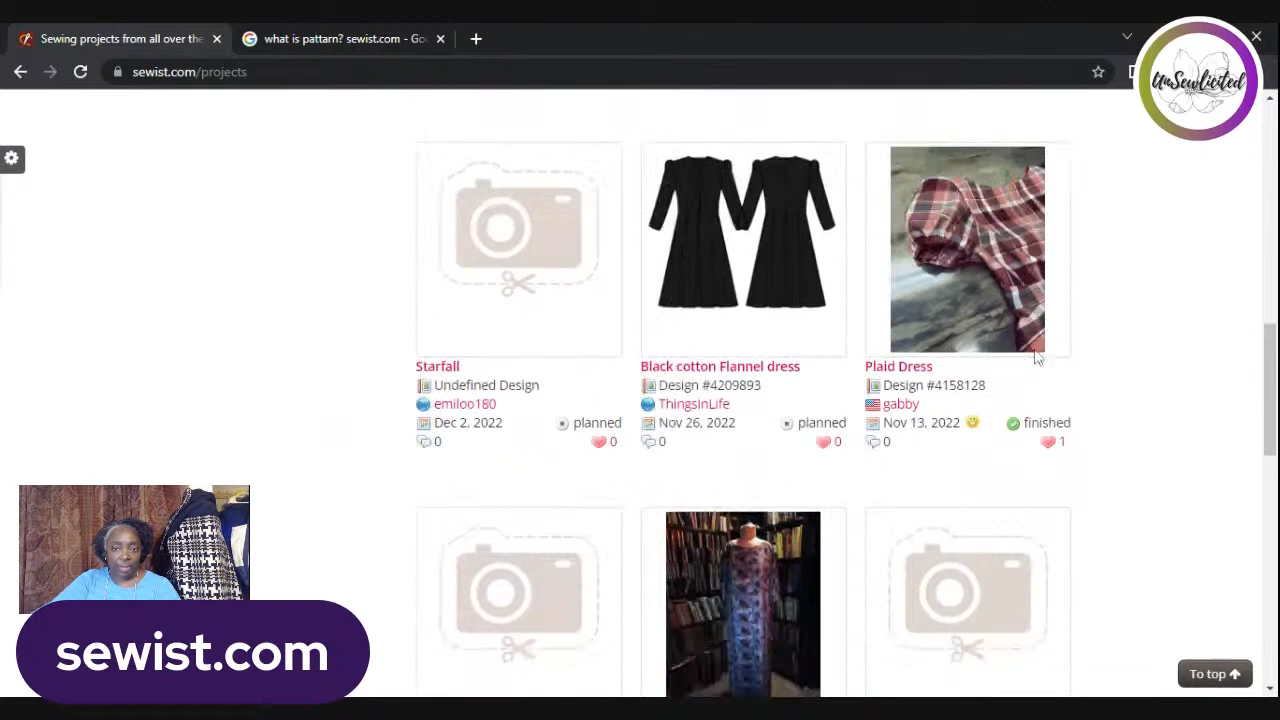 Sewing projects from all over the
what is pattarn? sewist.com - Go
UnSewlicited
sewist.com/projects
Starfall
Undefined Design
emiloo180
Dec 2, 2022
planned
0
0
Black cotton Flannel dress
Design #4209893
ThingsInLife
Nov 26, 2022
planned
0
0
Plaid Dress
Design #4158128
gabby
Nov 13, 2022
finished
0
1
sewist.com
To top